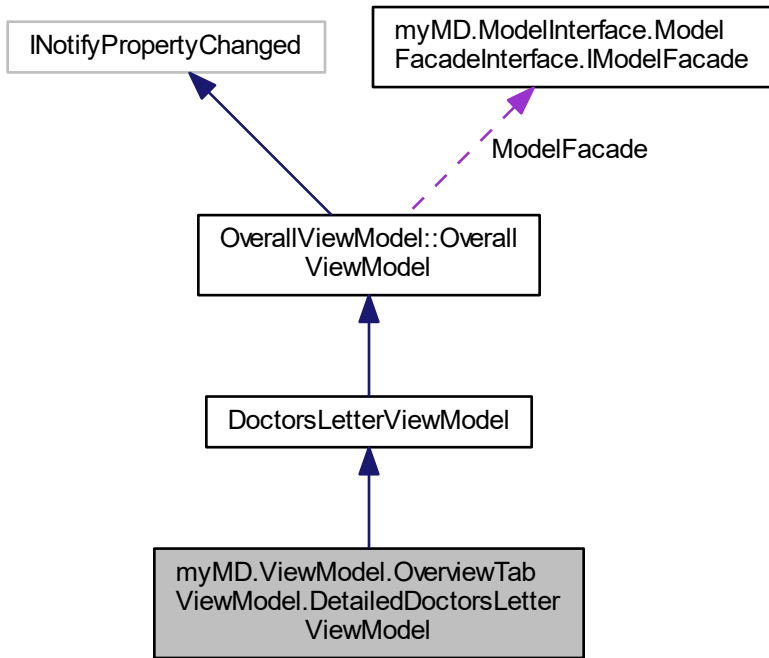 INotifyPropertyChanged
myMD.ModelInterface.Model
FacadeInterface.IModelFacade
ModelFacade
OverallViewModel::Overall
ViewModel
DoctorsLetterViewModel
myMD.ViewModel.OverviewTab
ViewModel.DetailedDoctorsLetter
ViewModel